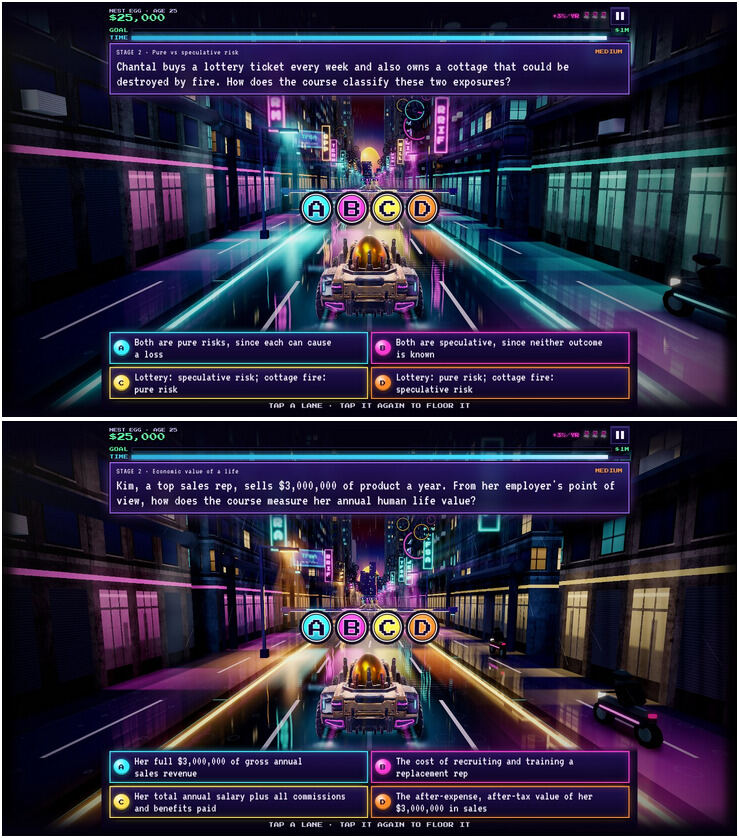 NEST EGG · AGE 25
$25,000
+3%/YR
GOAL
$1M
TIME
STAGE 2 · Pure vs speculative risk
MEDIUM
Chantal buys a lottery ticket every week and also owns a cottage that could be
destroyed by fire. How does the course classify these two exposures?
RRIF
A B C D
A Both are pure risks, since each can cause
a loss
B Both are speculative, since neither outcome
is known
C Lottery: speculative risk; cottage fire:
pure risk
D Lottery: pure risk; cottage fire:
speculative risk
TAP A LANE · TAP IT AGAIN TO FLOOR IT
NEST EGG · AGE 25
$25,000
+3%/YR
GOAL
$1M
TIME
STAGE 2 · Economic value of a life
MEDIUM
Kim, a top sales rep, sells $3,000,000 of product a year. From her employer's point of
view, how does the course measure her annual human life value?
RRIF
A B C D
A Her full $3,000,000 of gross annual
sales revenue
B The cost of recruiting and training a
replacement rep
C Her total annual salary plus all commissions
and benefits paid
D The after-expense, after-tax value of her
$3,000,000 in sales
TAP A LANE · TAP IT AGAIN TO FLOOR IT